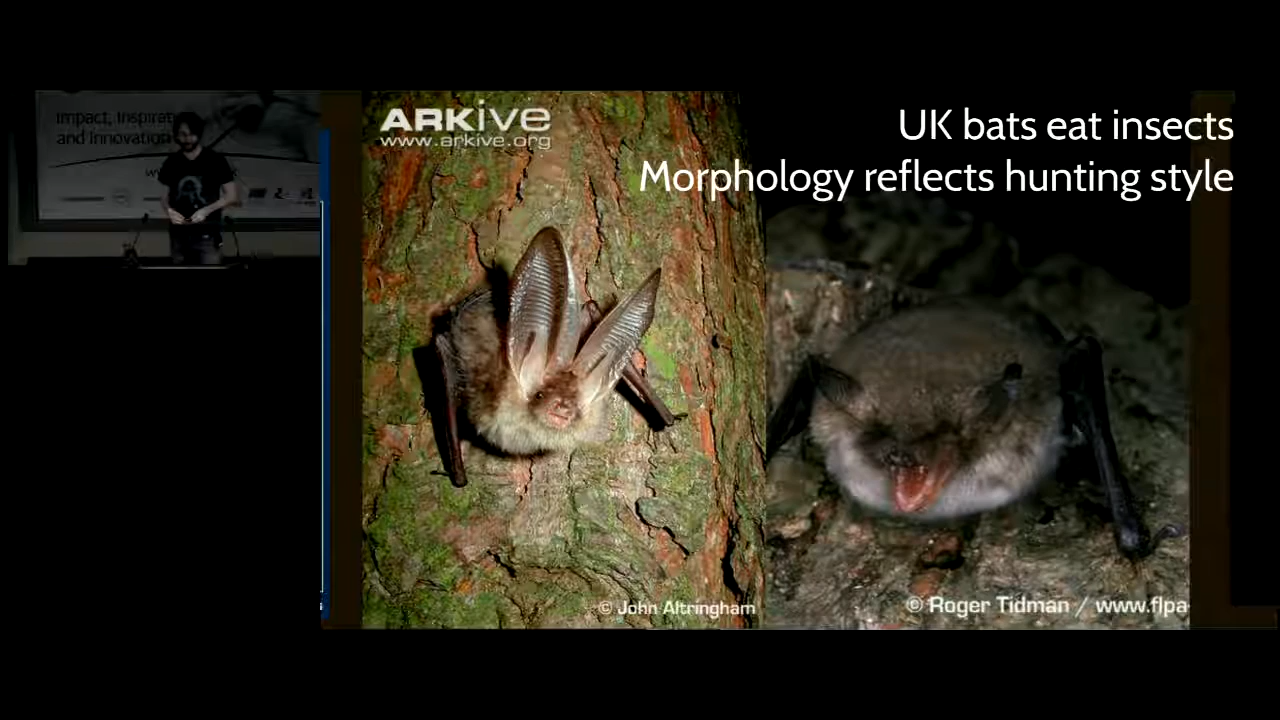 impact, inspirat
and innovation
ARKive
www.arkive.org
UK bats eat insects
Morphology reflects hunting style
© John Altringham
© Roger Tidman / www.flpa